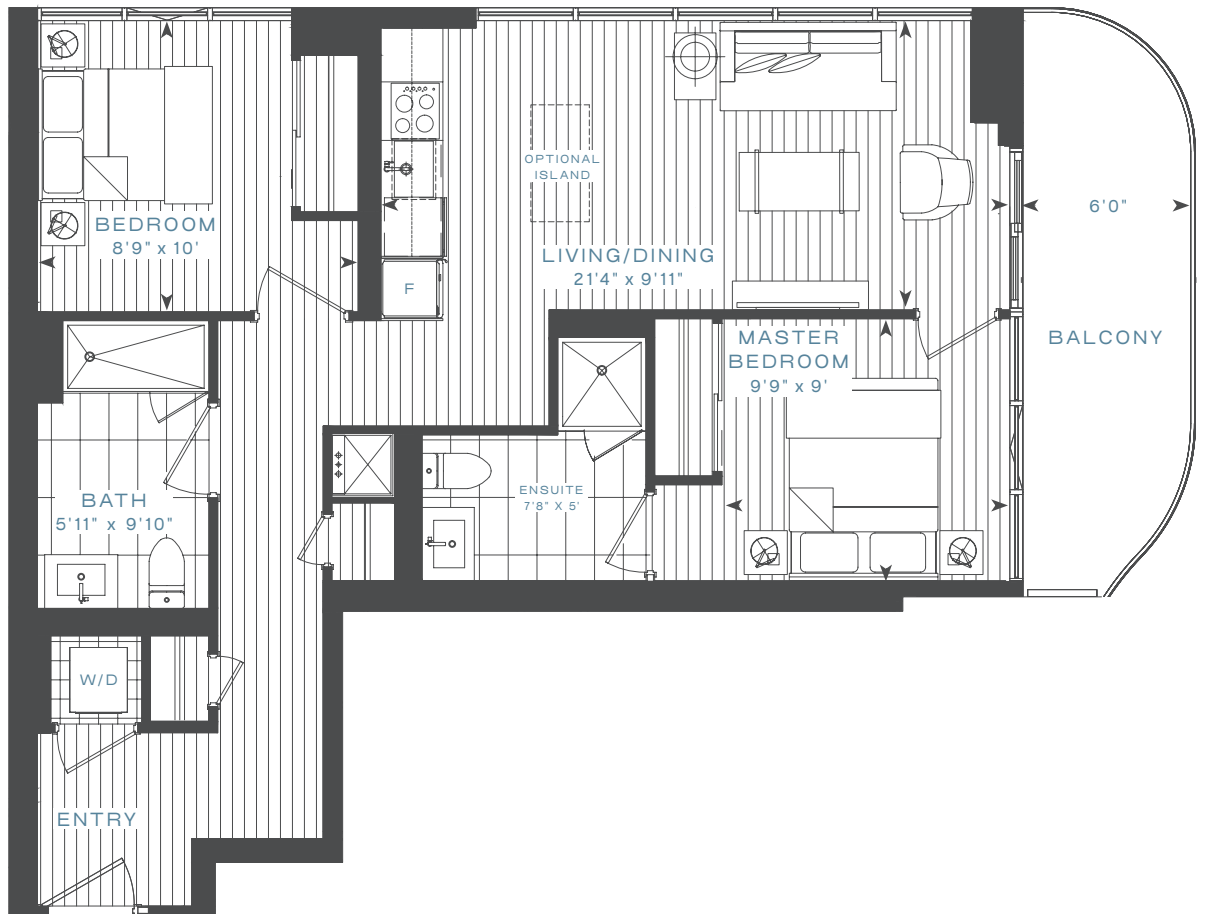 BEDROOM
8'9" x 10'
OPTIONAL
ISLAND
LIVING/DINING
21'4" x 9'11"
F
6'0"
BALCONY
MASTER
BEDROOM
9'9" x 9'
BATH
5'11" x 9'10"
ENSUITE
7'8" X 5'
W/D
ENTRY